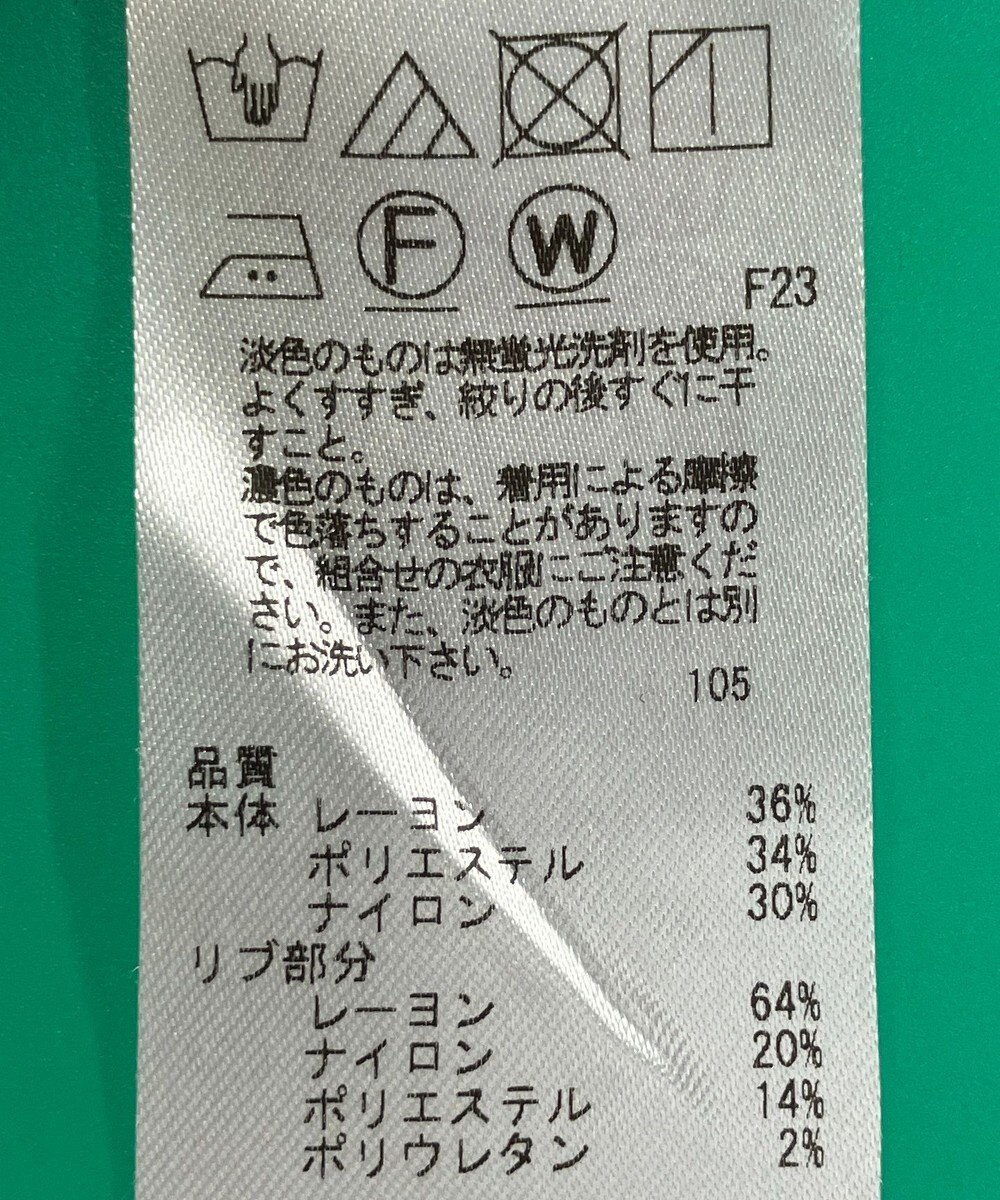 F W
F23
淡色のものは無蛍光洗剤を使用。
よくすすぎ、絞りの後すぐに干
すこと。
濃色のものは、着用による摩擦
で色落ちすることがありますの
で、組合せの衣服にご注意くだ
さい。また、淡色のものとは別
にお洗い下さい。
105
品質
本体 レーヨン 36%
ポリエステル 34%
ナイロン 30%
リブ部分
レーヨン 64%
ナイロン 20%
ポリエステル 14%
ポリウレタン 2%